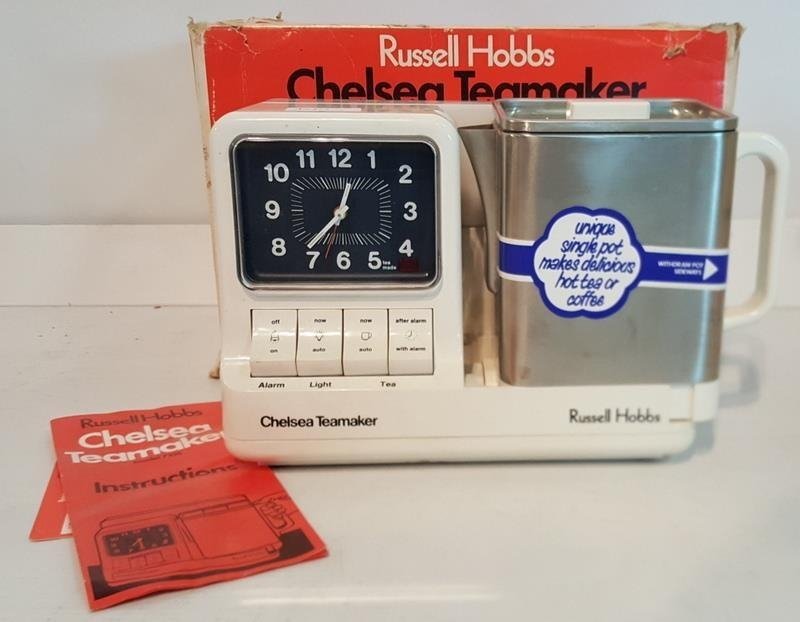 Russell Hobbs
Chelsea Teamaker
11 12 1
10 2
9 3
8 4
7 6 5
tea
made
unique
single pot
makes delicious
hot tea or
coffee
WITHDRAW POT
SIDEWAYS
off now now after alarm
on auto auto with alarm
Alarm Light Tea
Chelsea Teamaker
Russell Hobbs
Russell Hobbs
Chelsea
Teamaker
Instructions